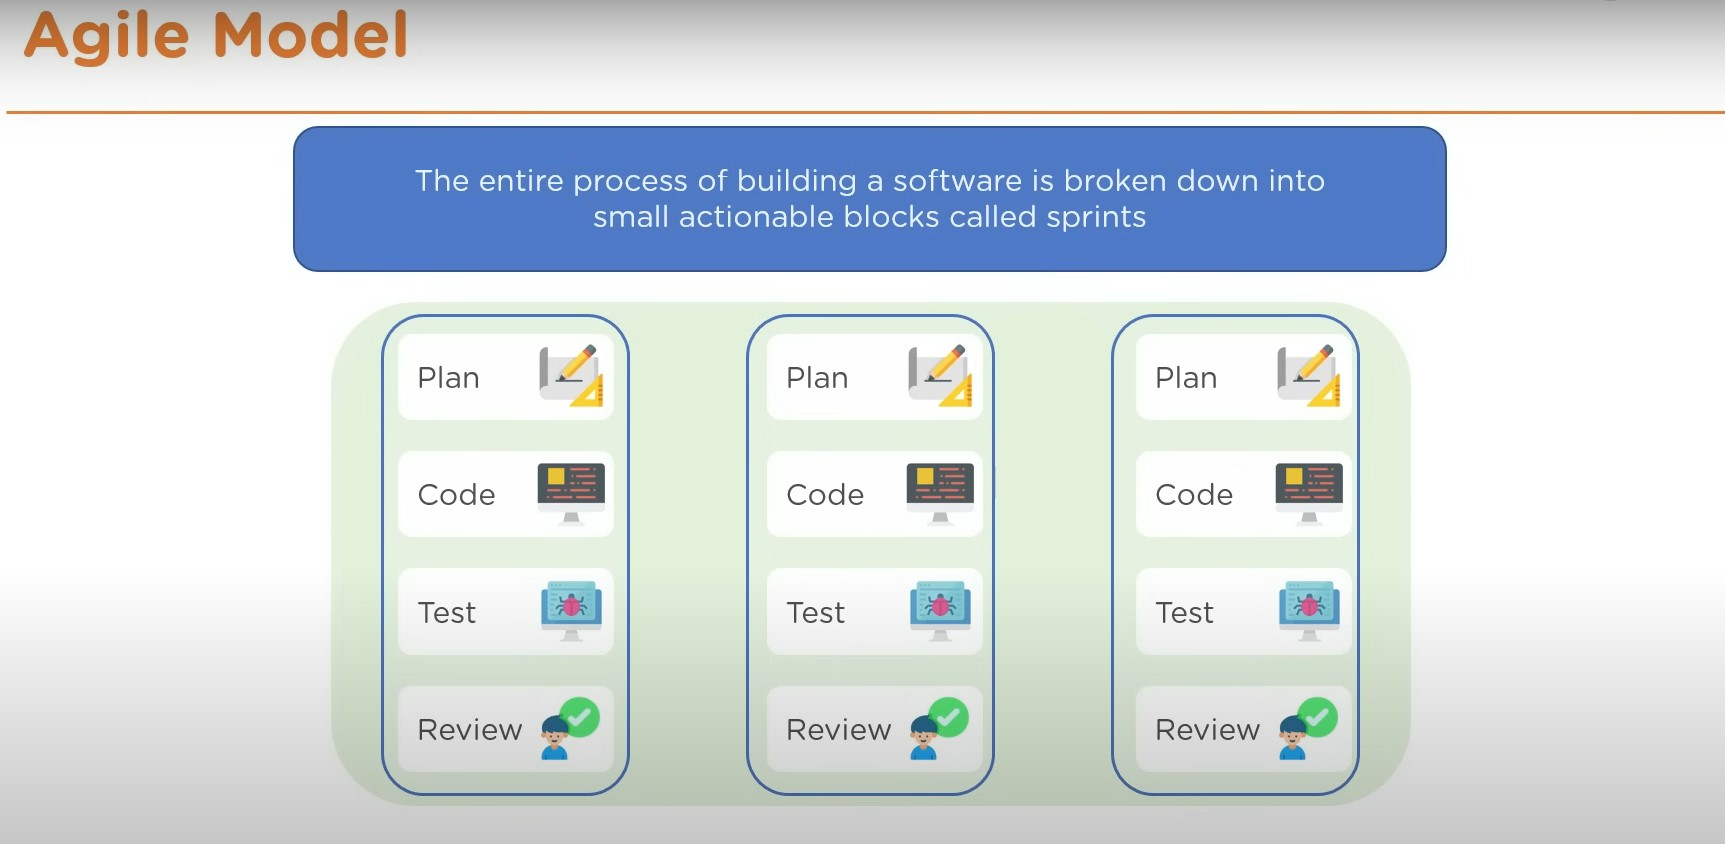 Agile Model
The entire process of building a software is broken down into
small actionable blocks called sprints
Plan
Code
Test
Review
Plan
Code
Test
Review
Plan
Code
Test
Review